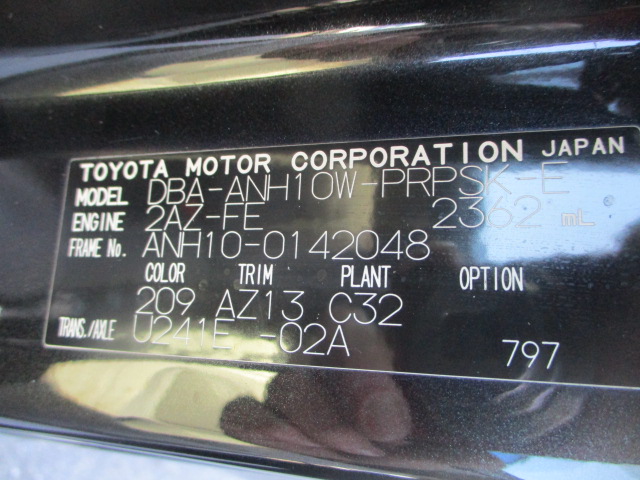 TOYOTA MOTOR CORPORATION JAPAN
MODEL DBA-ANH10W-PRPSK-E
ENGINE 2AZ-FE 2362 mL
FRAME No. ANH10-0142048
COLOR TRIM PLANT OPTION
209 AZ13 C32
TRANS./AXLE U241E -02A
797